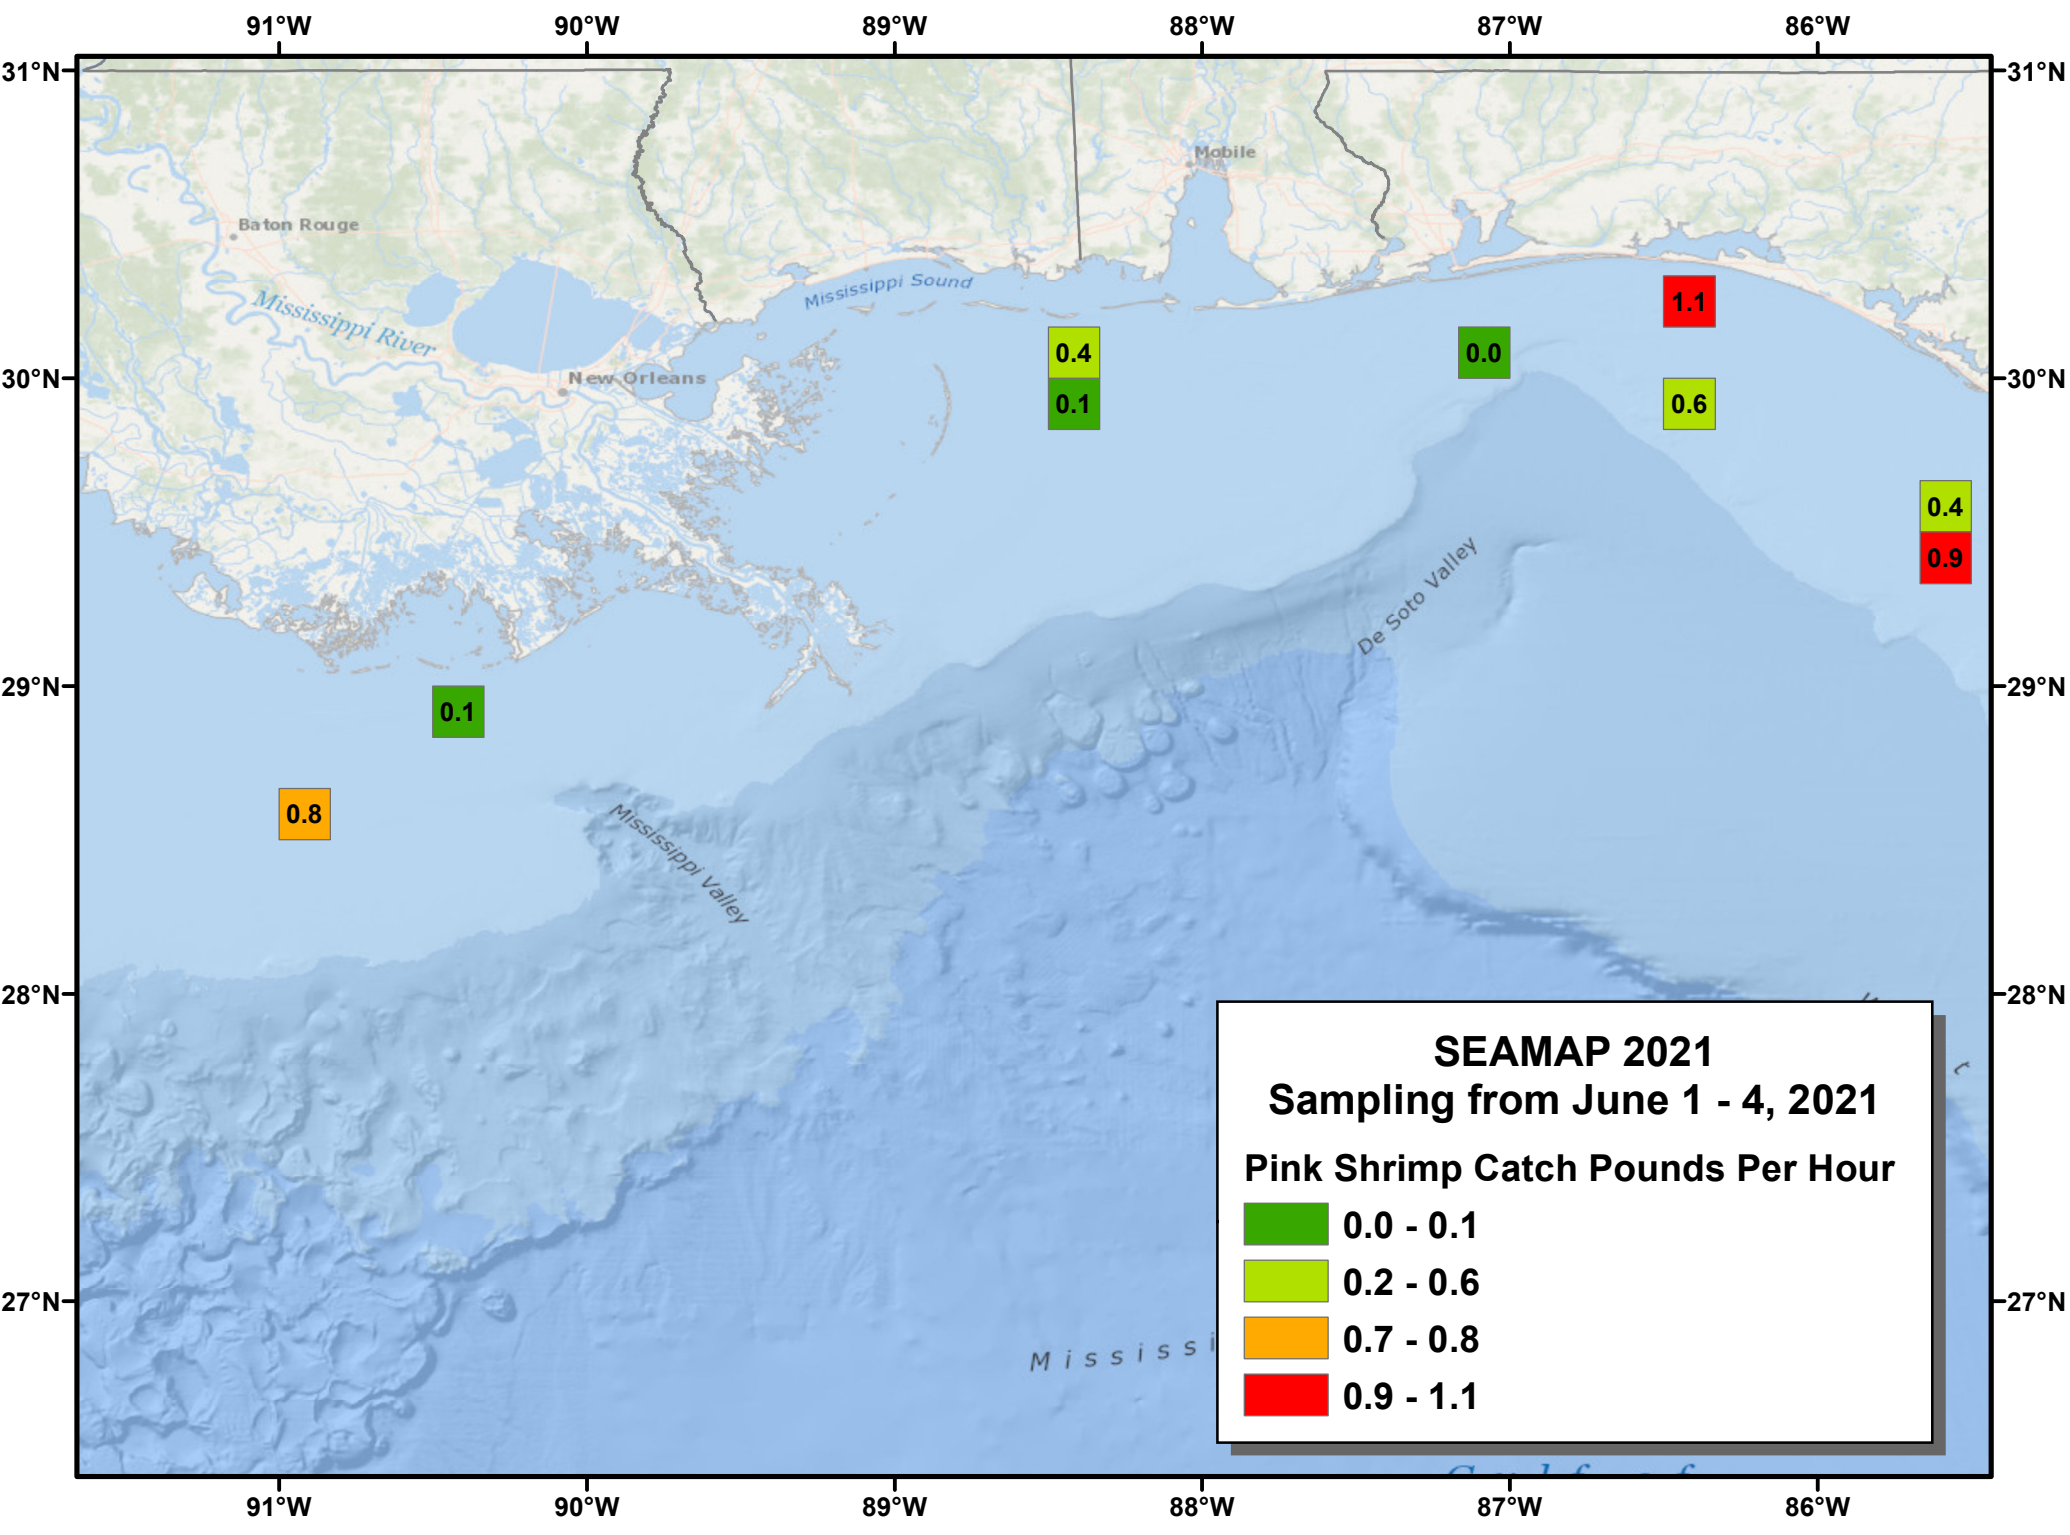 91°W 90°W 89°W 88°W 87°W 86°W
31°N 31°N
Mobile
Baton Rouge
Mississippi Sound
Mississippi River
1.1
0.4 0.0
30°N New Orleans 30°N
0.1 0.6
0.4
0.9
De Soto Valley
29°N 29°N
0.1
0.8
Mississippi Valley
28°N 28°N
SEAMAP 2021
Sampling from June 1 - 4, 2021
Pink Shrimp Catch Pounds Per Hour
0.0 - 0.1
0.2 - 0.6
27°N 27°N
0.7 - 0.8
Mississi
0.9 - 1.1
91°W 90°W 89°W 88°W 87°W 86°W